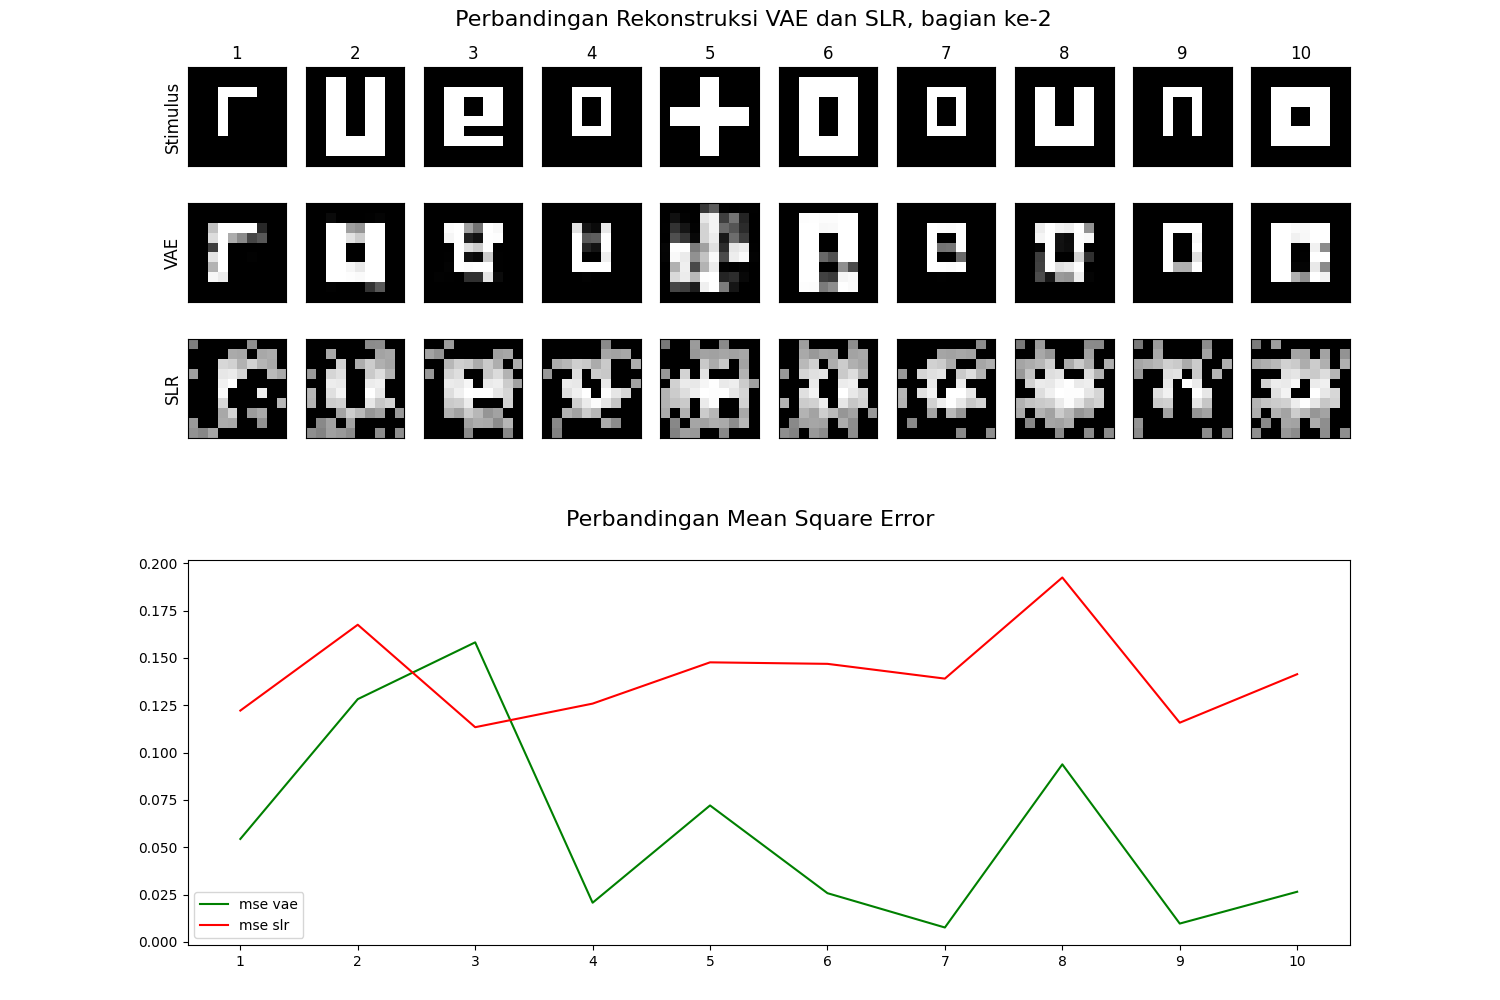 Perbandingan Rekonstruksi VAE dan SLR, bagian ke-2
1 2 3 4 5 6 7 8 9 10
Stimulus
VAE
SLR
Perbandingan Mean Square Error
0.200
0.175
0.150
0.125
0.100
0.075
0.050
0.025
0.000
mse vae
mse slr
1 2 3 4 5 6 7 8 9 10